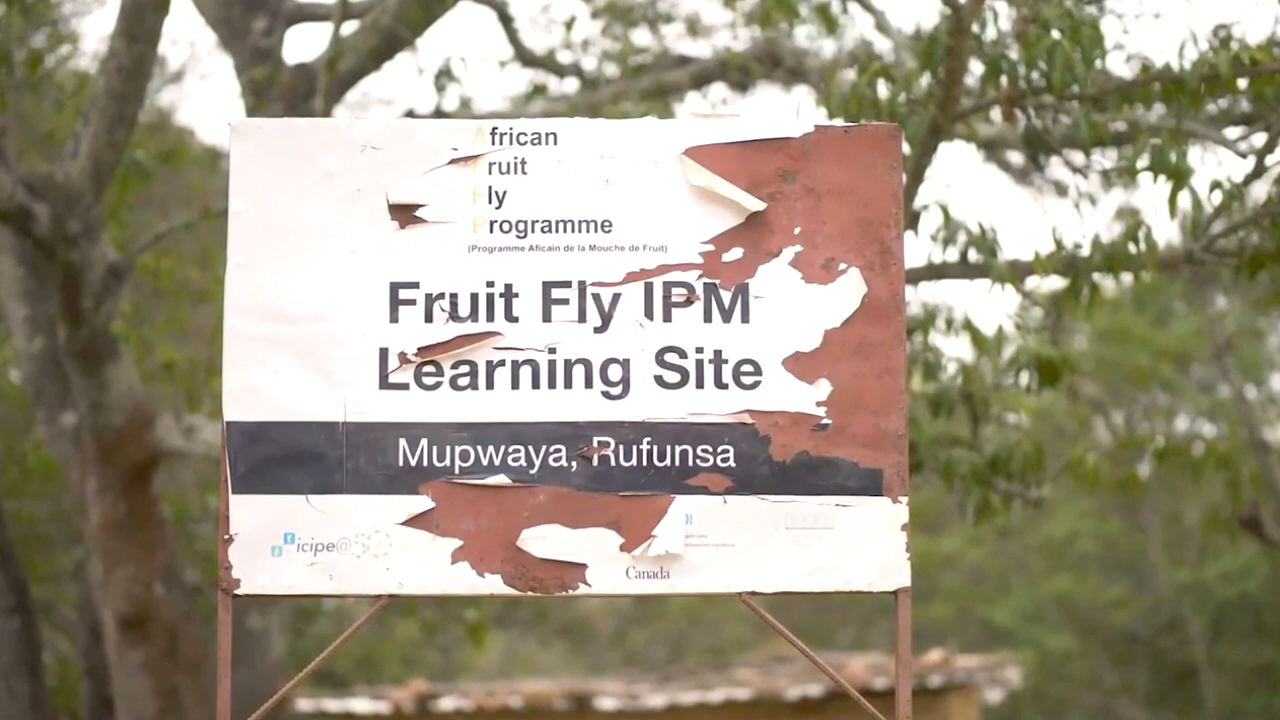 African
Fruit
Fly
Programme
(Programme Aficain de la Mouche de Fruit)
Fruit Fly IPM
Learning Site
Mupwaya, Rufunsa
icipe@
Canada